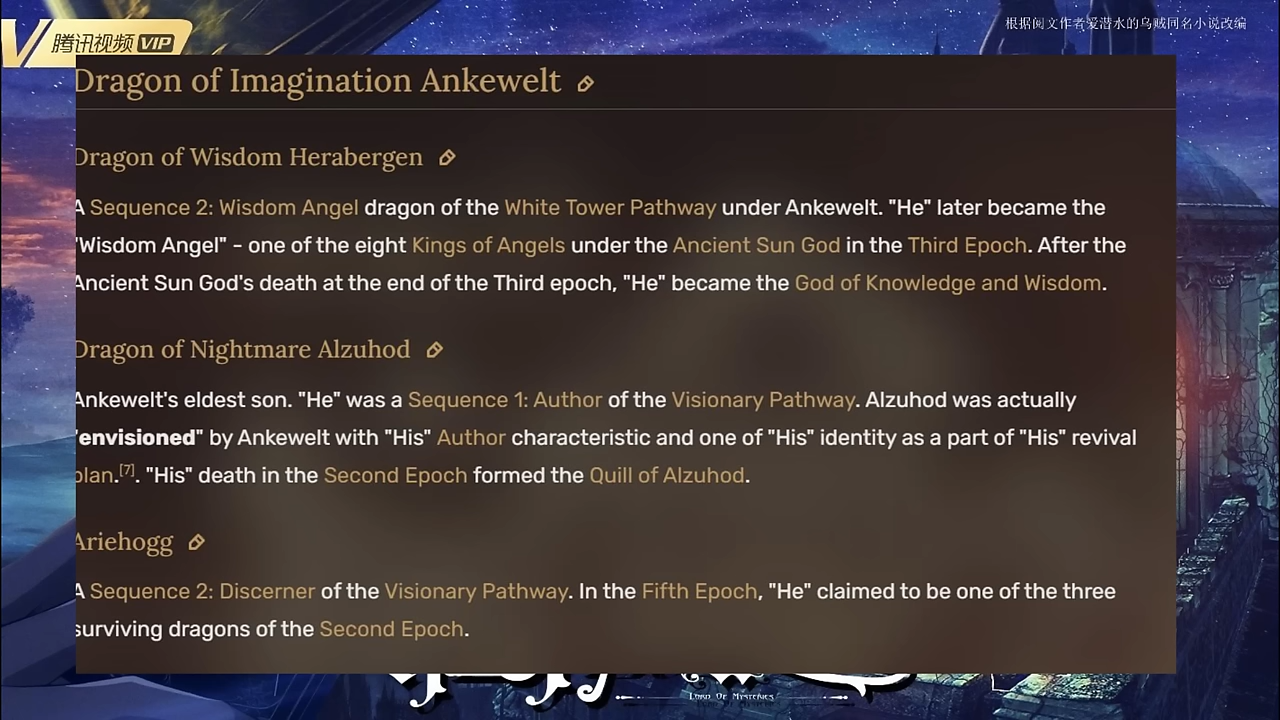 根据阅文作者爱潜水的乌贼同名小说改编
腾讯视频 VIP
Dragon of Imagination Ankewelt
Dragon of Wisdom Herabergen
A Sequence 2: Wisdom Angel dragon of the White Tower Pathway under Ankewelt. "He" later became the
"Wisdom Angel" - one of the eight Kings of Angels under the Ancient Sun God in the Third Epoch. After the
Ancient Sun God's death at the end of the Third epoch, "He" became the God of Knowledge and Wisdom.
Dragon of Nightmare Alzuhod
Ankewelt's eldest son. "He" was a Sequence 1: Author of the Visionary Pathway. Alzuhod was actually
"envisioned" by Ankewelt with "His" Author characteristic and one of "His" identity as a part of "His" revival
plan.[7]. "His" death in the Second Epoch formed the Quill of Alzuhod.
Ariehogg
A Sequence 2: Discerner of the Visionary Pathway. In the Fifth Epoch, "He" claimed to be one of the three
surviving dragons of the Second Epoch.
LORD OF MYSTERIES